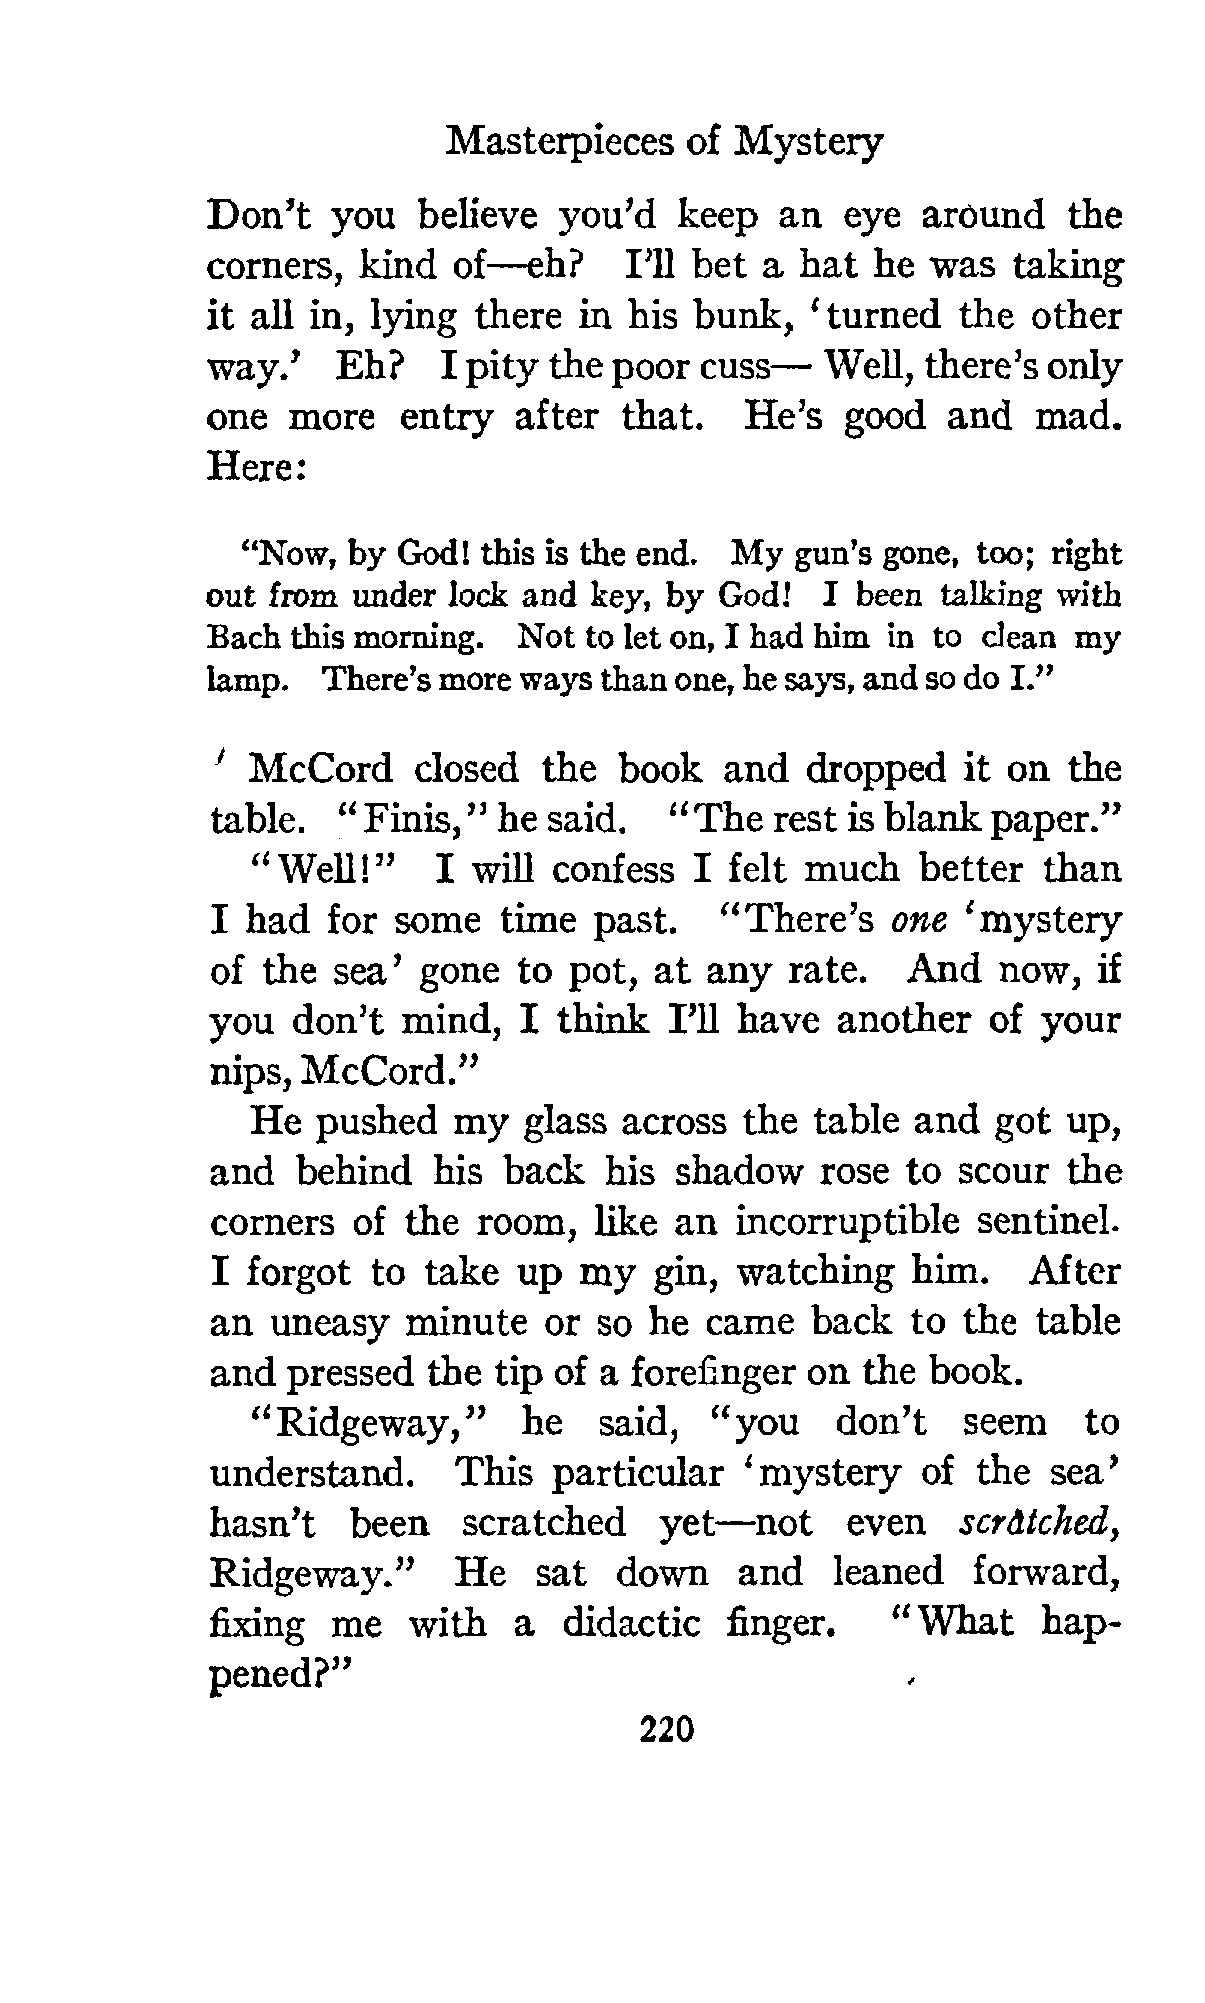 Masterpieces of Mystery
Don't you believe you'd keep an eye around the
corners, kind of—eh? I'll bet a hat he was taking
it all in, lying there in his bunk, 'turned the other
way.' Eh? I pity the poor cuss— Well, there's only
one more entry after that. He's good and mad.
Here:
"Now, by God! this is the end. My gun's gone, too; right
out from under lock and key, by God! I been talking with
Bach this morning. Not to let on, I had him in to clean my
lamp. There's more ways than one, he says, and so do I."
McCord closed the book and dropped it on the
table. "Finis," he said. "The rest is blank paper."
"Well!" I will confess I felt much better than
I had for some time past. "There's one 'mystery
of the sea' gone to pot, at any rate. And now, if
you don't mind, I think I'll have another of your
nips, McCord."
He pushed my glass across the table and got up,
and behind his back his shadow rose to scour the
corners of the room, like an incorruptible sentinel.
I forgot to take up my gin, watching him. After
an uneasy minute or so he came back to the table
and pressed the tip of a forefinger on the book.
"Ridgeway," he said, "you don't seem to
understand. This particular 'mystery of the sea'
hasn't been scratched yet—not even scratched,
Ridgeway." He sat down and leaned forward,
fixing me with a didactic finger. "What hap-
pened?"
220